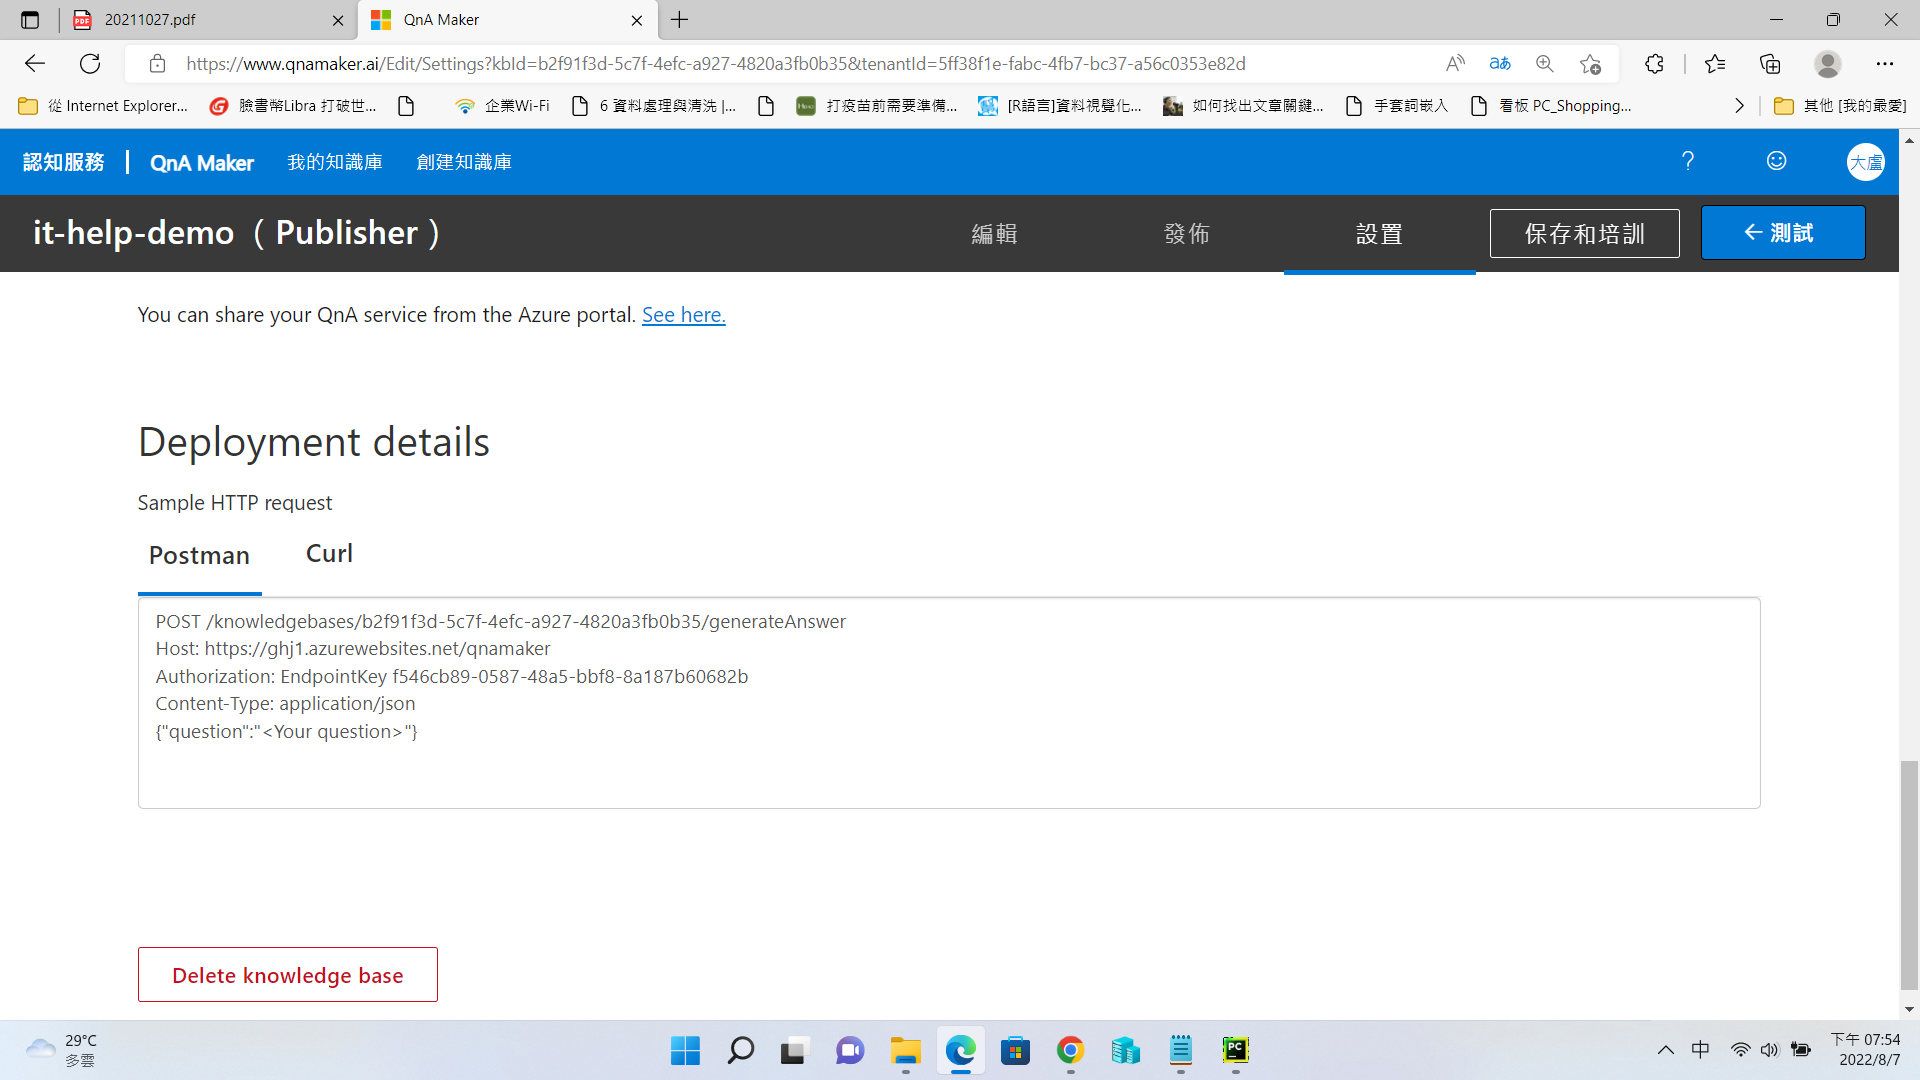 20211027.pdf
QnA Maker
https://www.qnamaker.ai/Edit/Settings?kbId=b2f91f3d-5c7f-4efc-a927-4820a3fb0b35&tenantId=5ff38f1e-fabc-4fb7-bc37-a56c0353e82d
從 Internet Explorer... 臉書幣Libra 打破世... 企業Wi-Fi 6 資料處理與清洗 |... 打疫苗前需要準備... [R語言]資料視覺化... 如何找出文章關鍵... 手套詞嵌入 看板 PC_Shopping... 其他 [我的最愛]
認知服務 | QnA Maker 我的知識庫 創建知識庫 ? 大盧
it-help-demo （ Publisher ） 編輯 發佈 設置 保存和培訓 ← 測試
You can share your QnA service from the Azure portal. See here.
Deployment details
Sample HTTP request
Postman Curl
POST /knowledgebases/b2f91f3d-5c7f-4efc-a927-4820a3fb0b35/generateAnswer
Host: https://ghj1.azurewebsites.net/qnamaker
Authorization: EndpointKey f546cb89-0587-48a5-bbf8-8a187b60682b
Content-Type: application/json
{"question":"<Your question>"}
Delete knowledge base
29°C
多雲
PC
中
下午 07:54
2022/8/7